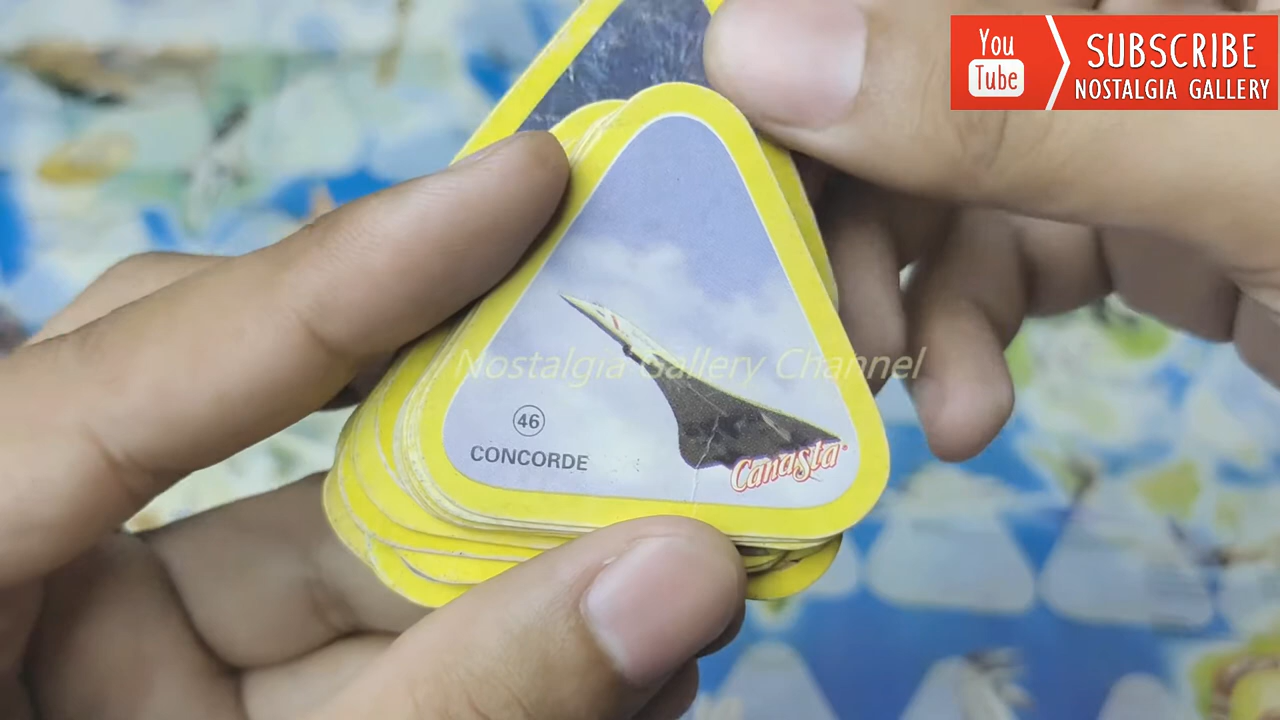 You
Tube
SUBSCRIBE
NOSTALGIA GALLERY
Nostalgia Gallery Channel
46
CONCORDE
Canasta